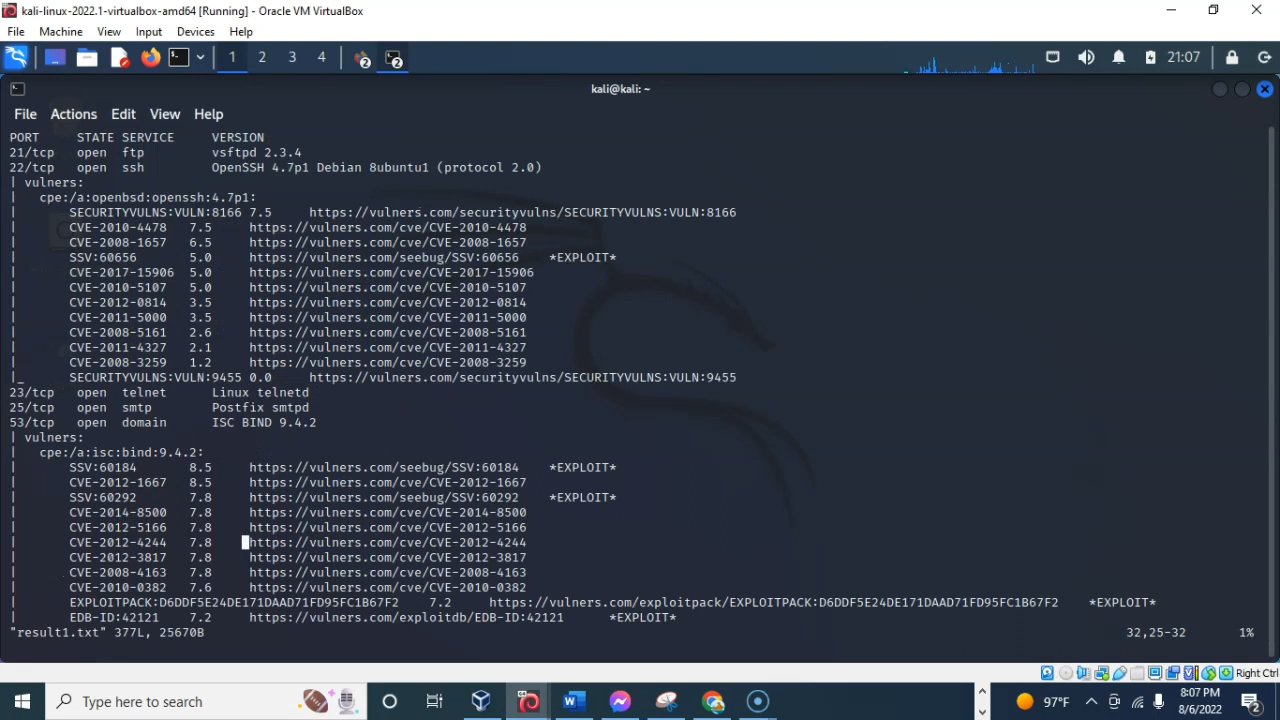 kali-linux-2022.1-virtualbox-amd64 [Running] - Oracle VM VirtualBox
File Machine View Input Devices Help
1 2 3 4 2 2 21:07
kali@kali: ~
File Actions Edit View Help
PORT STATE SERVICE VERSION
21/tcp open ftp vsftpd 2.3.4
22/tcp open ssh OpenSSH 4.7p1 Debian 8ubuntu1 (protocol 2.0)
| vulners:
| cpe:/a:openbsd:openssh:4.7p1:
| SECURITYVULNS:VULN:8166 7.5 https://vulners.com/securityvulns/SECURITYVULNS:VULN:8166
| CVE-2010-4478 7.5 https://vulners.com/cve/CVE-2010-4478
| CVE-2008-1657 6.5 https://vulners.com/cve/CVE-2008-1657
| SSV:60656 5.0 https://vulners.com/seebug/SSV:60656 *EXPLOIT*
| CVE-2017-15906 5.0 https://vulners.com/cve/CVE-2017-15906
| CVE-2010-5107 5.0 https://vulners.com/cve/CVE-2010-5107
| CVE-2012-0814 3.5 https://vulners.com/cve/CVE-2012-0814
| CVE-2011-5000 3.5 https://vulners.com/cve/CVE-2011-5000
| CVE-2008-5161 2.6 https://vulners.com/cve/CVE-2008-5161
| CVE-2011-4327 2.1 https://vulners.com/cve/CVE-2011-4327
| CVE-2008-3259 1.2 https://vulners.com/cve/CVE-2008-3259
|_ SECURITYVULNS:VULN:9455 0.0 https://vulners.com/securityvulns/SECURITYVULNS:VULN:9455
23/tcp open telnet Linux telnetd
25/tcp open smtp Postfix smtpd
53/tcp open domain ISC BIND 9.4.2
| vulners:
| cpe:/a:isc:bind:9.4.2:
| SSV:60184 8.5 https://vulners.com/seebug/SSV:60184 *EXPLOIT*
| CVE-2012-1667 8.5 https://vulners.com/cve/CVE-2012-1667
| SSV:60292 7.8 https://vulners.com/seebug/SSV:60292 *EXPLOIT*
| CVE-2014-8500 7.8 https://vulners.com/cve/CVE-2014-8500
| CVE-2012-5166 7.8 https://vulners.com/cve/CVE-2012-5166
| CVE-2012-4244 7.8 https://vulners.com/cve/CVE-2012-4244
| CVE-2012-3817 7.8 https://vulners.com/cve/CVE-2012-3817
| CVE-2008-4163 7.8 https://vulners.com/cve/CVE-2008-4163
| CVE-2010-0382 7.6 https://vulners.com/cve/CVE-2010-0382
| EXPLOITPACK:D6DDF5E24DE171DAAD71FD95FC1B67F2 7.2 https://vulners.com/exploitpack/EXPLOITPACK:D6DDF5E24DE171DAAD71FD95FC1B67F2 *EXPLOIT*
| EDB-ID:42121 7.2 https://vulners.com/exploitdb/EDB-ID:42121 *EXPLOIT*
"result1.txt" 377L, 25670B 32,25-32 1%
Right Ctrl
Type here to search
97°F
8:07 PM
8/6/2022
2